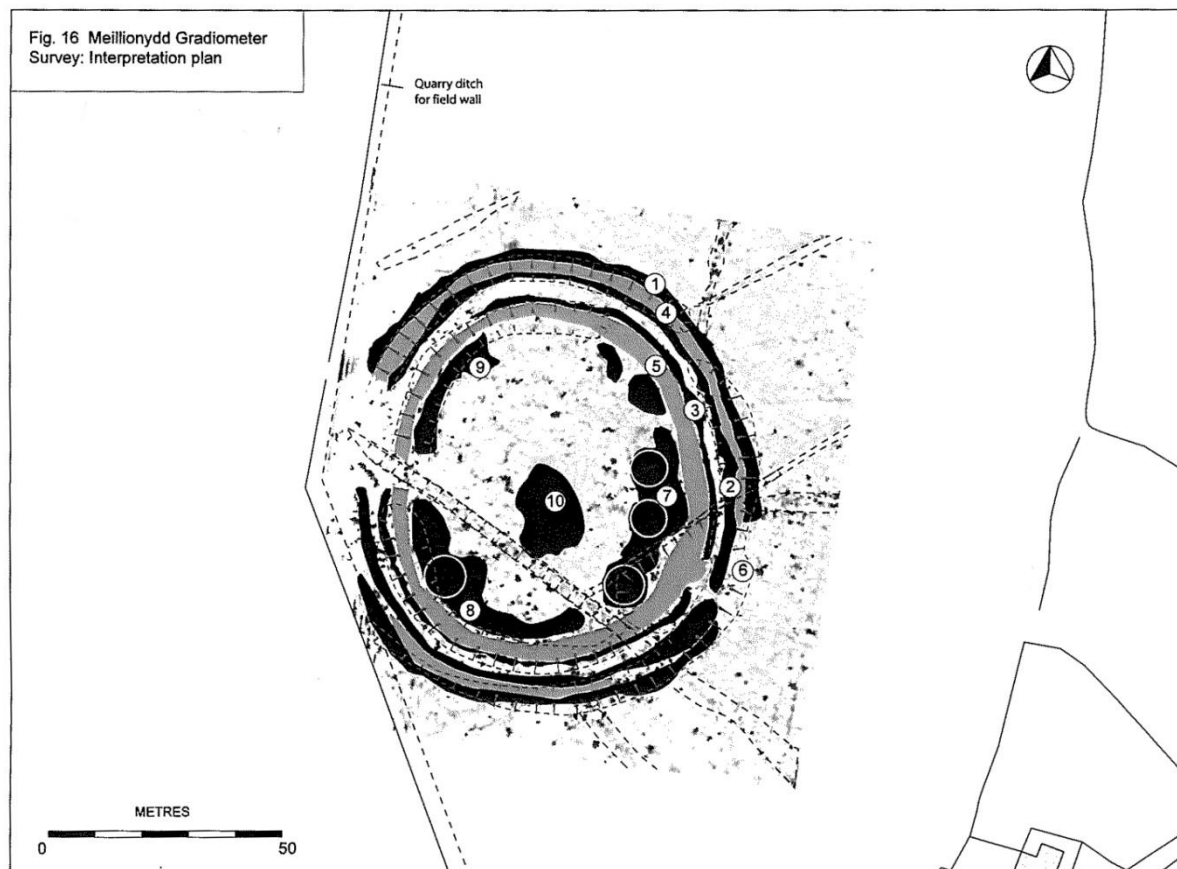 Fig. 16 Meillionydd Gradiometer
Survey: Interpretation plan
Quarry ditch
for field wall
1
4
5
9
3
2
7
10
6
8
METRES
0
50